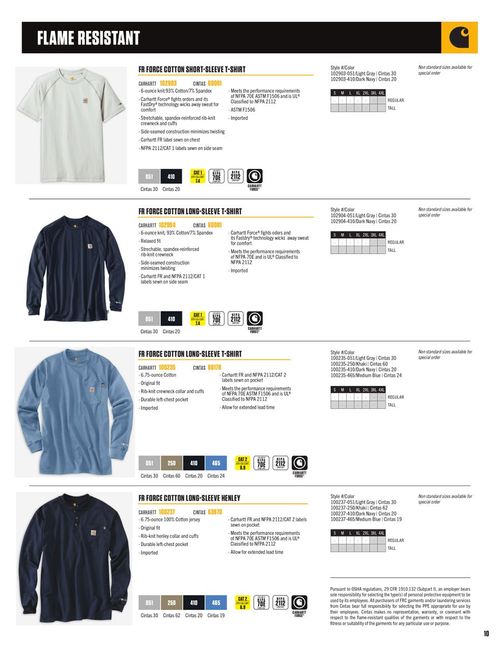 FLAME RESISTANT
FR FORCE COTTON SHORT-SLEEVE T-SHIRT
CARHARTT 102903 CINTAS 60081
· 6-ounce knit; 93% Cotton/7% Spandex
· Carhartt Force® fights odors and its
FastDry® technology wicks away sweat for
comfort
· Stretchable, spandex-reinforced rib-knit
crewneck and cuffs
· Side-seamed construction minimizes twisting
· Carhartt FR label sewn on chest
· NFPA 2112/CAT 1 labels sewn on side seam
· Meets the performance requirements
of NFPA 70E ASTM F1506 and is UL®
Classified to NFPA 2112
· ASTM F1506
· Imported
Style #/Color
102903-051/Light Gray | Cintas 30
102903-410/Dark Navy | Cintas 20
Non standard sizes available for
special order
S M L XL 2XL 3XL 4XL
REGULAR
TALL
051 410
CAT 1
70E
2112
CARHARTT
FORCE
Cintas 30 Cintas 20
FR FORCE COTTON LONG-SLEEVE T-SHIRT
CARHARTT 102904
· 6-ounce knit, 93% Cotton/7% Spandex
· Relaxed fit
· Stretchable, spandex-reinforced
rib-knit crewneck
· Side-seamed construction
minimizes twisting
· Carhartt FR and NFPA 2112/CAT 1
labels sewn on side seam
· Carhartt Force® fights odors and
its FastDry® technology wicks away sweat
for comfort
· Meets the performance requirements
of NFPA 70E and is UL® Classified to
NFPA 2112
· Imported
Style #/Color
102904-051/Light Gray | Cintas 30
102904-410/Dark Navy | Cintas 20
Non standard sizes available for
special order
S M L XL 2XL 3XL 4XL
REGULAR
TALL
051 410
CAT 1
70E
2112
CARHARTT
FORCE
Cintas 30 Cintas 20
FR FORCE COTTON LONG-SLEEVE T-SHIRT
CARHARTT 100235 CINTAS 60178
· 6.75-ounce Cotton
· Original fit
· Rib-knit crewneck collar and cuffs
· Durable left-chest pocket
· Imported
· Carhartt FR and NFPA 2112/CAT 2
labels sewn on pocket
· Meets the performance requirements
of NFPA 70E ASTM F1506 and is UL®
Classified to NFPA 2112
· Allow for extended lead time
Style #/Color
100235-051/Light Gray | Cintas 30
100235-250/Khaki | Cintas 60
100235-410/Dark Navy | Cintas 20
100235-465/Medium Blue | Cintas 24
Non standard sizes available for
special order
S M L XL 2XL 3XL 4XL
REGULAR
TALL
051 250 410 465
CAT 2
8.9
70E
2112
CARHARTT
FORCE
Cintas 30 Cintas 60 Cintas 20 Cintas 24
FR FORCE COTTON LONG-SLEEVE HENLEY
CARHARTT 100237 CINTAS 63670
· 6.75-ounce 100% Cotton jersey
· Original fit
· Rib-knit henley collar and cuffs
· Durable left-chest pocket
· Imported
· Carhartt FR and NFPA 2112/CAT 2 labels
sewn on pocket
· Meets the performance requirements
of NFPA 70E ASTM F1506 and is UL®
Classified to NFPA 2112
· Allow for extended lead time
Style #/Color
100237-051/Light Gray | Cintas 30
100237-250/Khaki | Cintas 62
100237-410/Dark Navy | Cintas 20
100237-465/Medium Blue | Cintas 19
Non standard sizes available for
special order
S M L XL 2XL 3XL 4XL
REGULAR
TALL
051 250 410 465
CAT 2
8.9
70E
2112
CARHARTT
FORCE
Cintas 30 Cintas 62 Cintas 20 Cintas 19
Pursuant to OSHA regulations, 29 CFR 1910.132 (Subpart I), an employer bears
sole responsibility for selecting the type(s) of personal protective equipment to be
used by its employees. All purchasers of FRC garments and/or laundering services
from Cintas bear full responsibility for selecting the PPE appropriate for use by
their employees. Cintas makes no representation, warranty, or covenant with
respect to the flame-resistant qualities of the garments or with respect to the
fitness or suitability of the garments for any particular use or purpose.
10